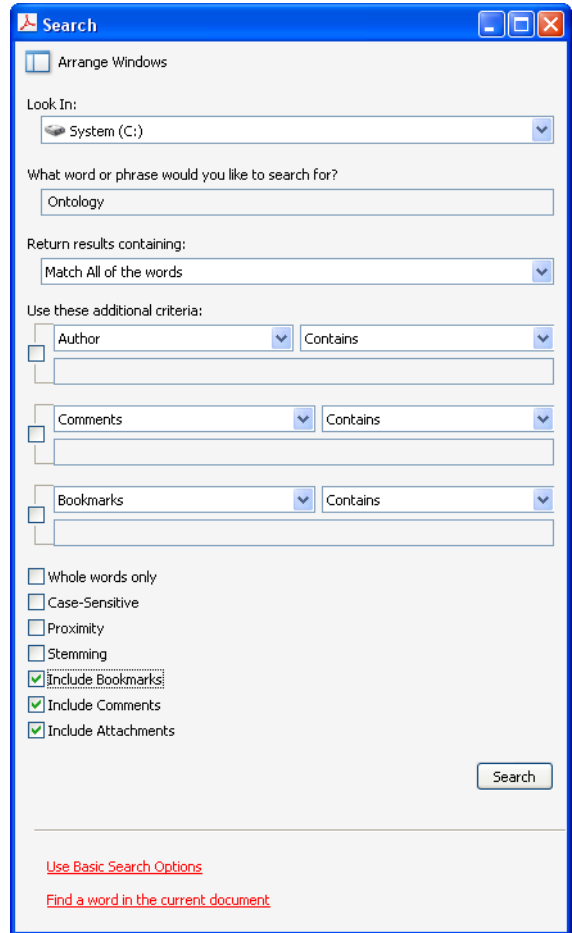 Search
Arrange Windows
Look In:
System (C:)
What word or phrase would you like to search for?
Ontology
Return results containing:
Match All of the words
Use these additional criteria:
Author Contains
Comments Contains
Bookmarks Contains
Whole words only
Case-Sensitive
Proximity
Stemming
Include Bookmarks
Include Comments
Include Attachments
Search
Use Basic Search Options
Find a word in the current document